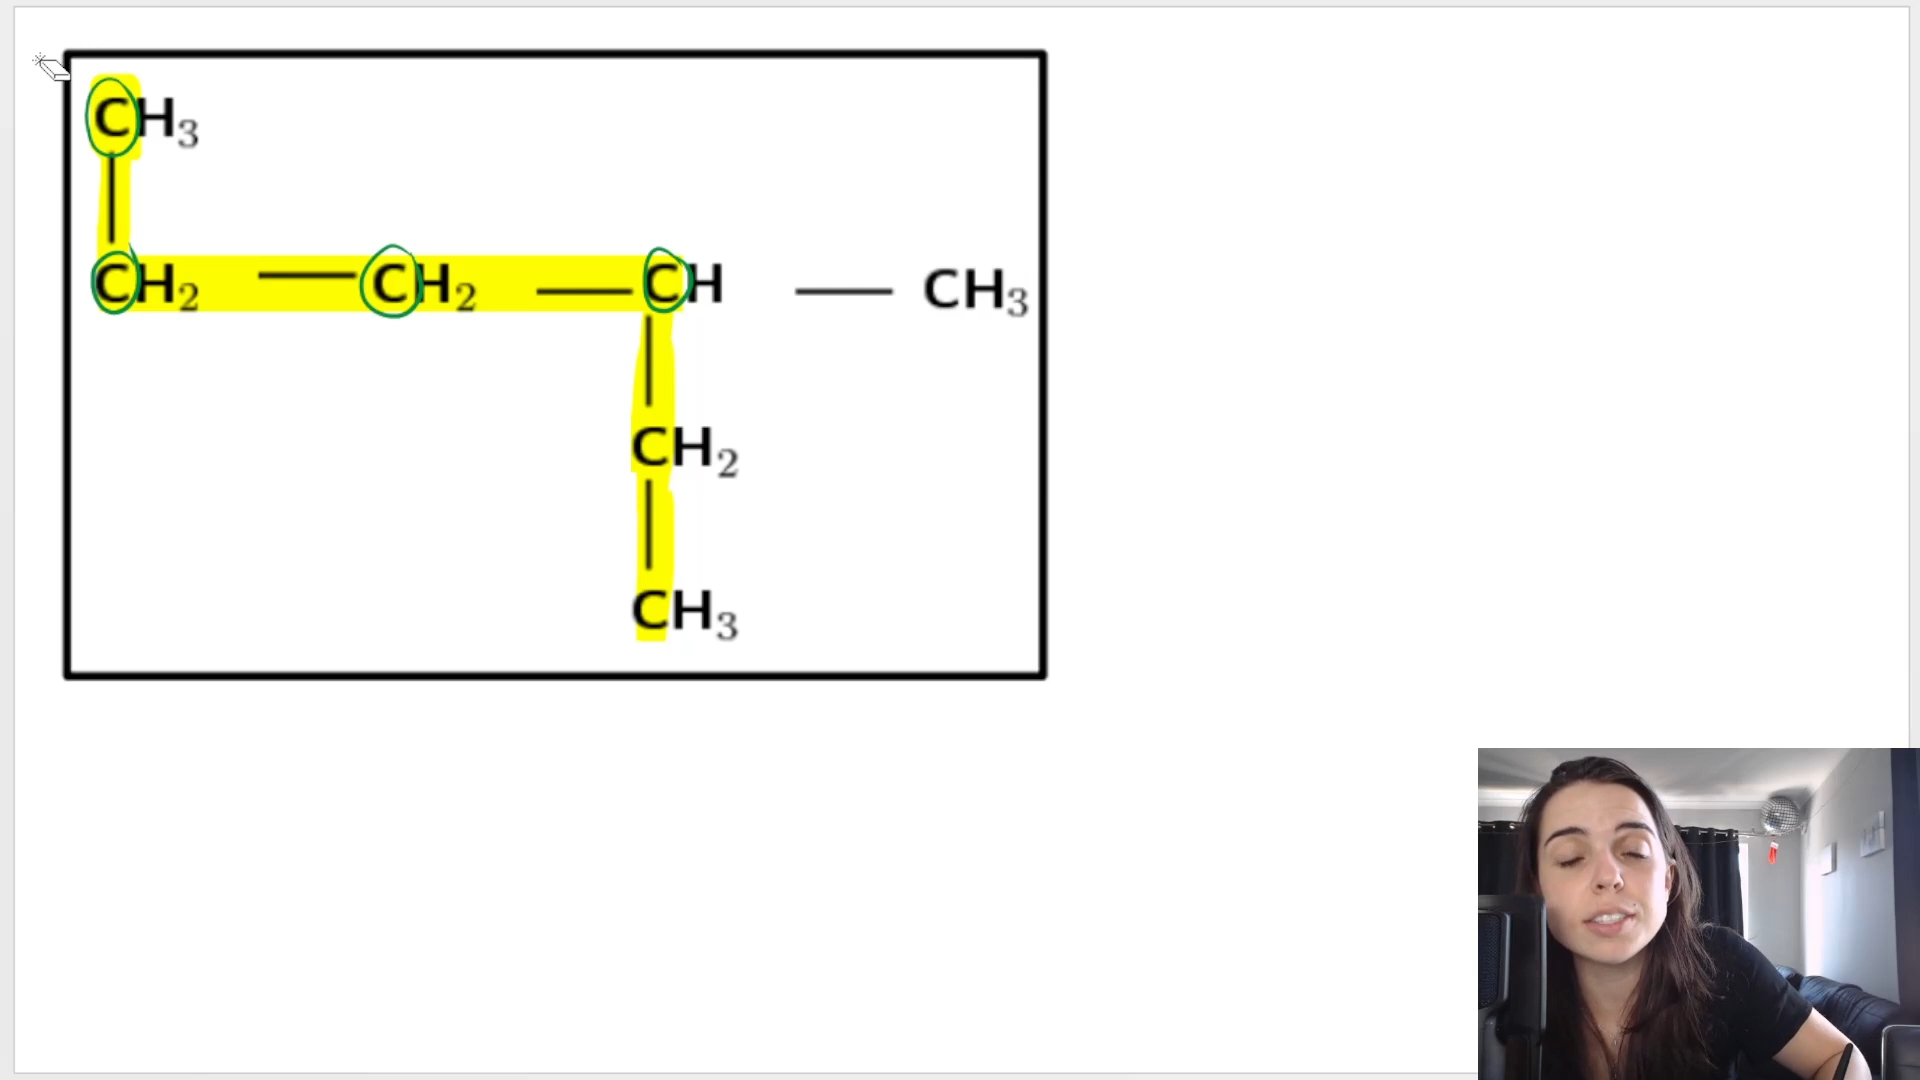 CH₃
CH₂ — CH₂ — CH — CH₃
CH₂
CH₃